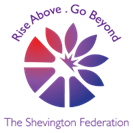 Rise Above . Go Beyond
The Shevington Federation